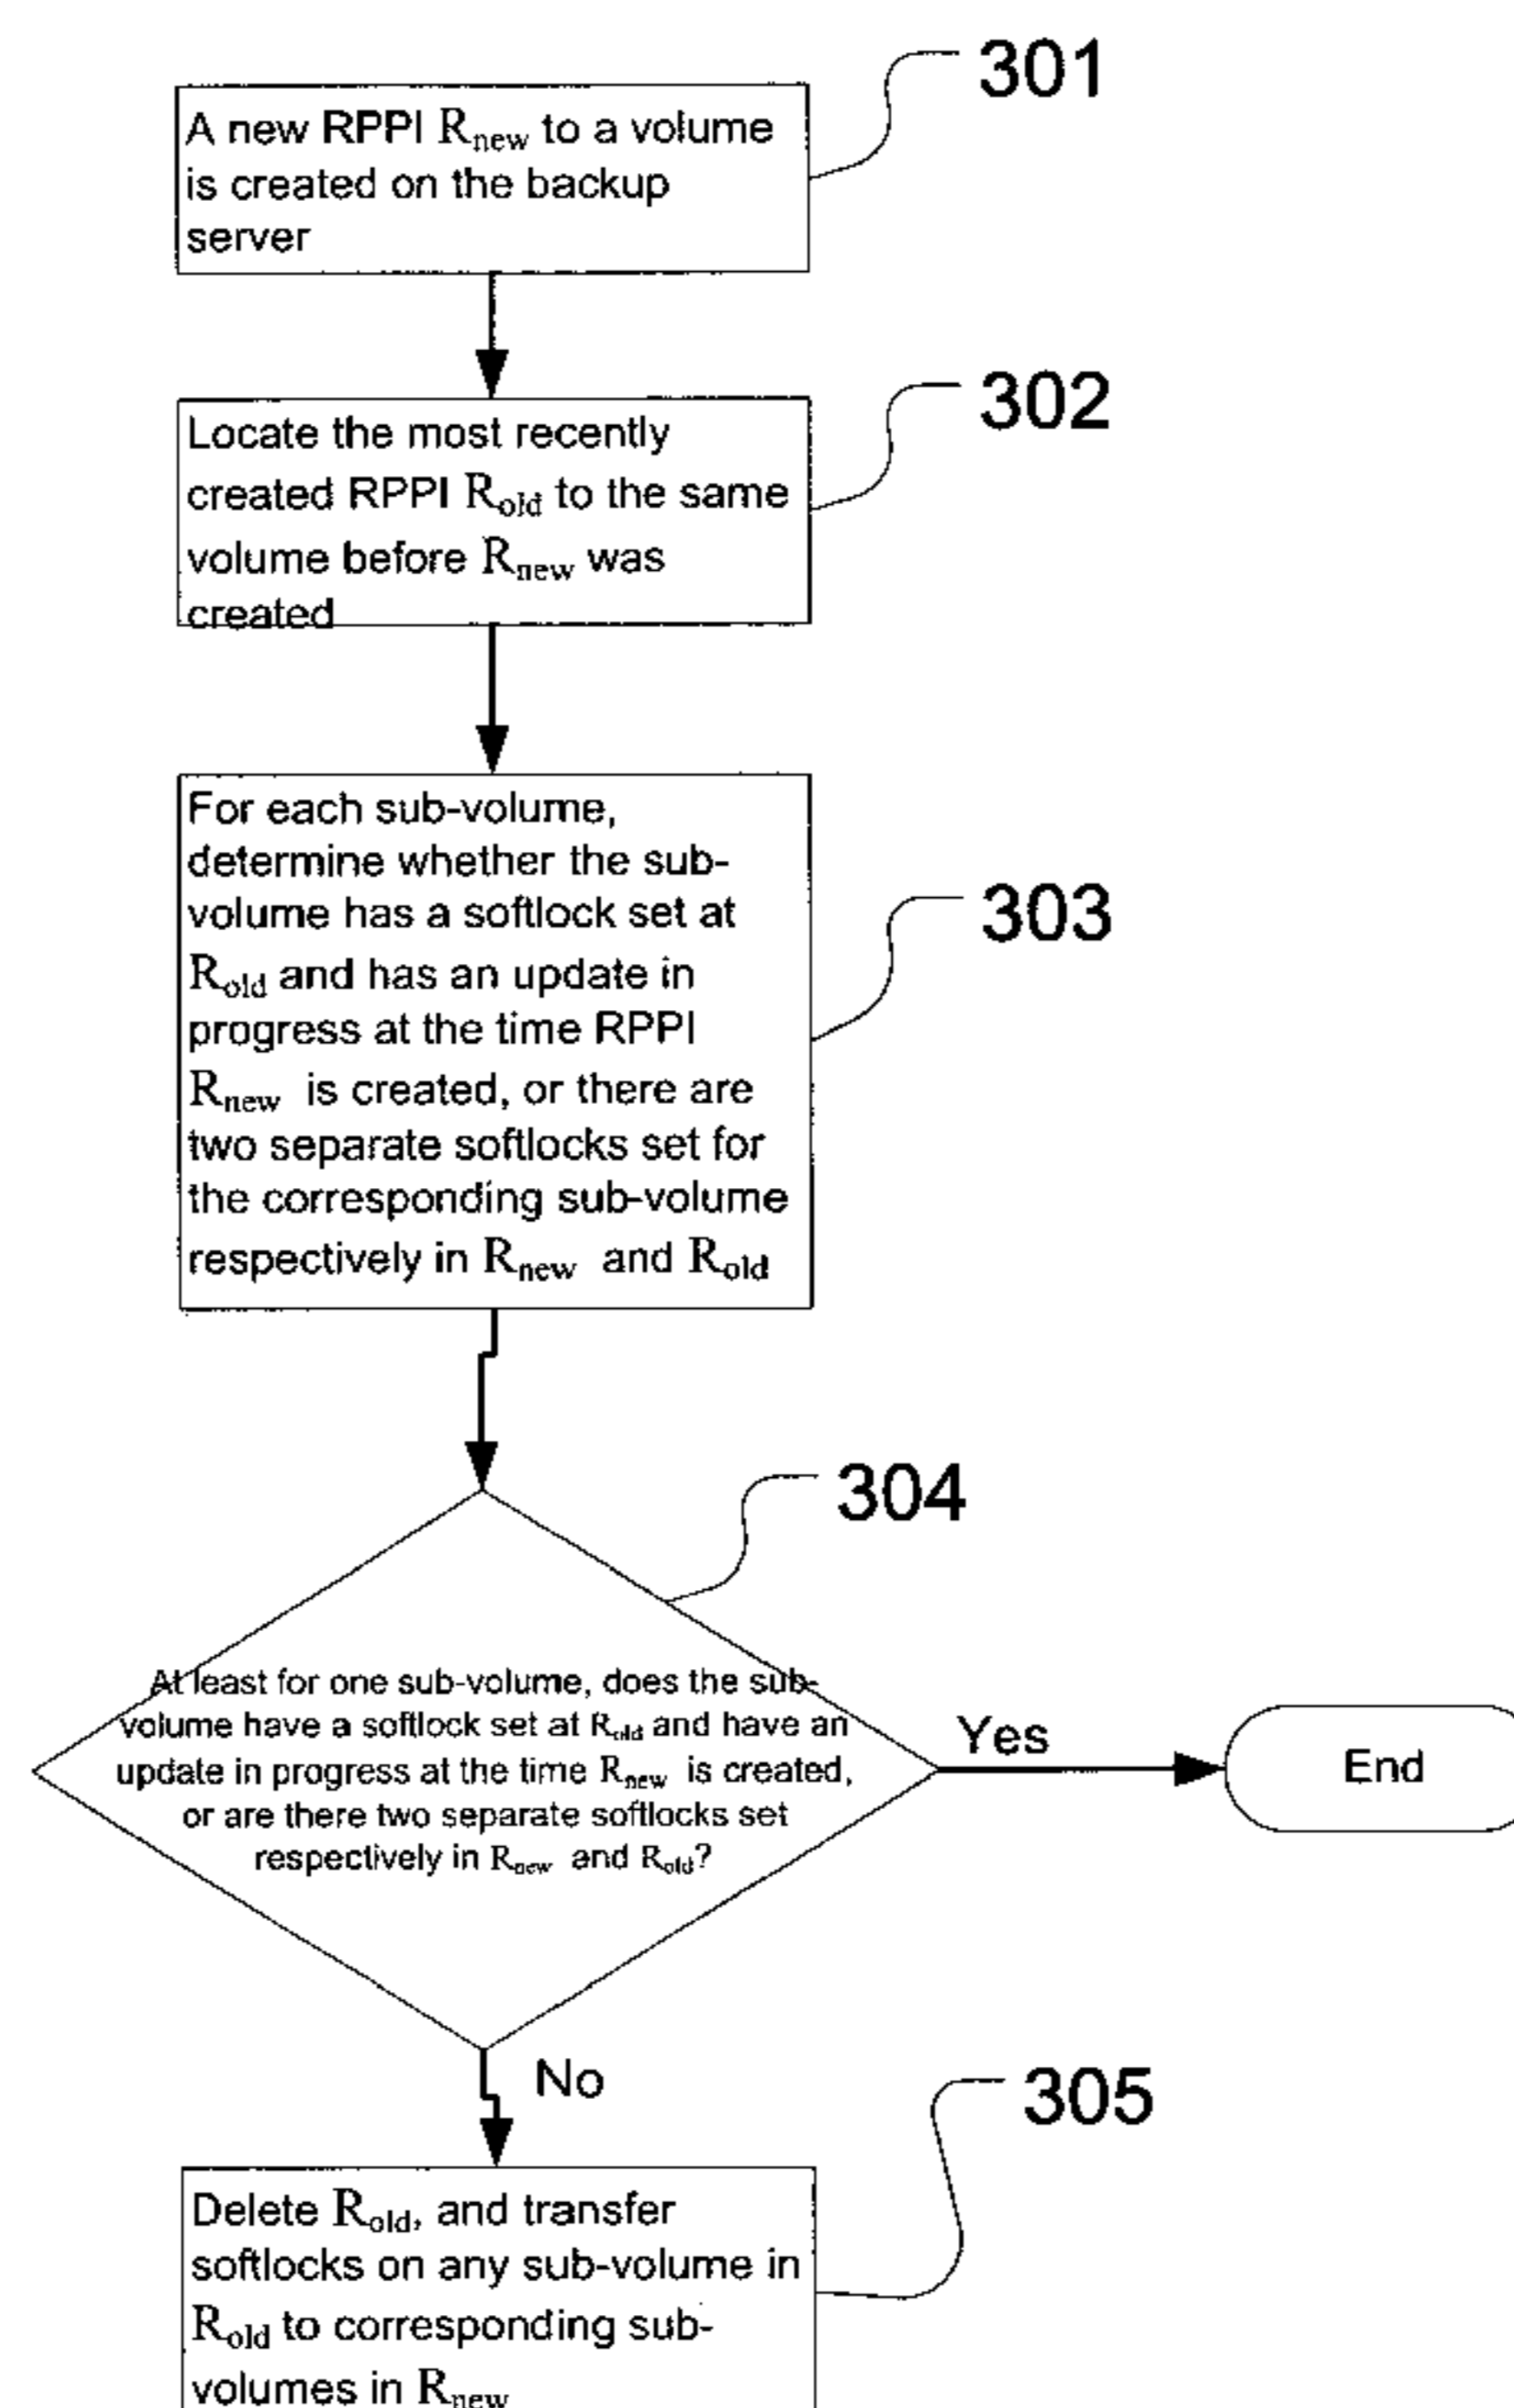 301
A new RPPI Rnew to a volume
is created on the backup
server
302
Locate the most recently
created RPPI Rold to the same
volume before Rnew was
created
303
For each sub-volume,
determine whether the sub-
volume has a softlock set at
Rold and has an update in
progress at the time RPPI
Rnew is created, or there are
two separate softlocks set for
the corresponding sub-volume
respectively in Rnew and Rold
304
At least for one sub-volume, does the sub-
volume have a softlock set at Rold and have an
update in progress at the time Rnew is created,
or are there two separate softlocks set
respectively in Rnew and Rold?
Yes
End
No
305
Delete Rold, and transfer
softlocks on any sub-volume in
Rold to corresponding sub-
volumes in Rnew